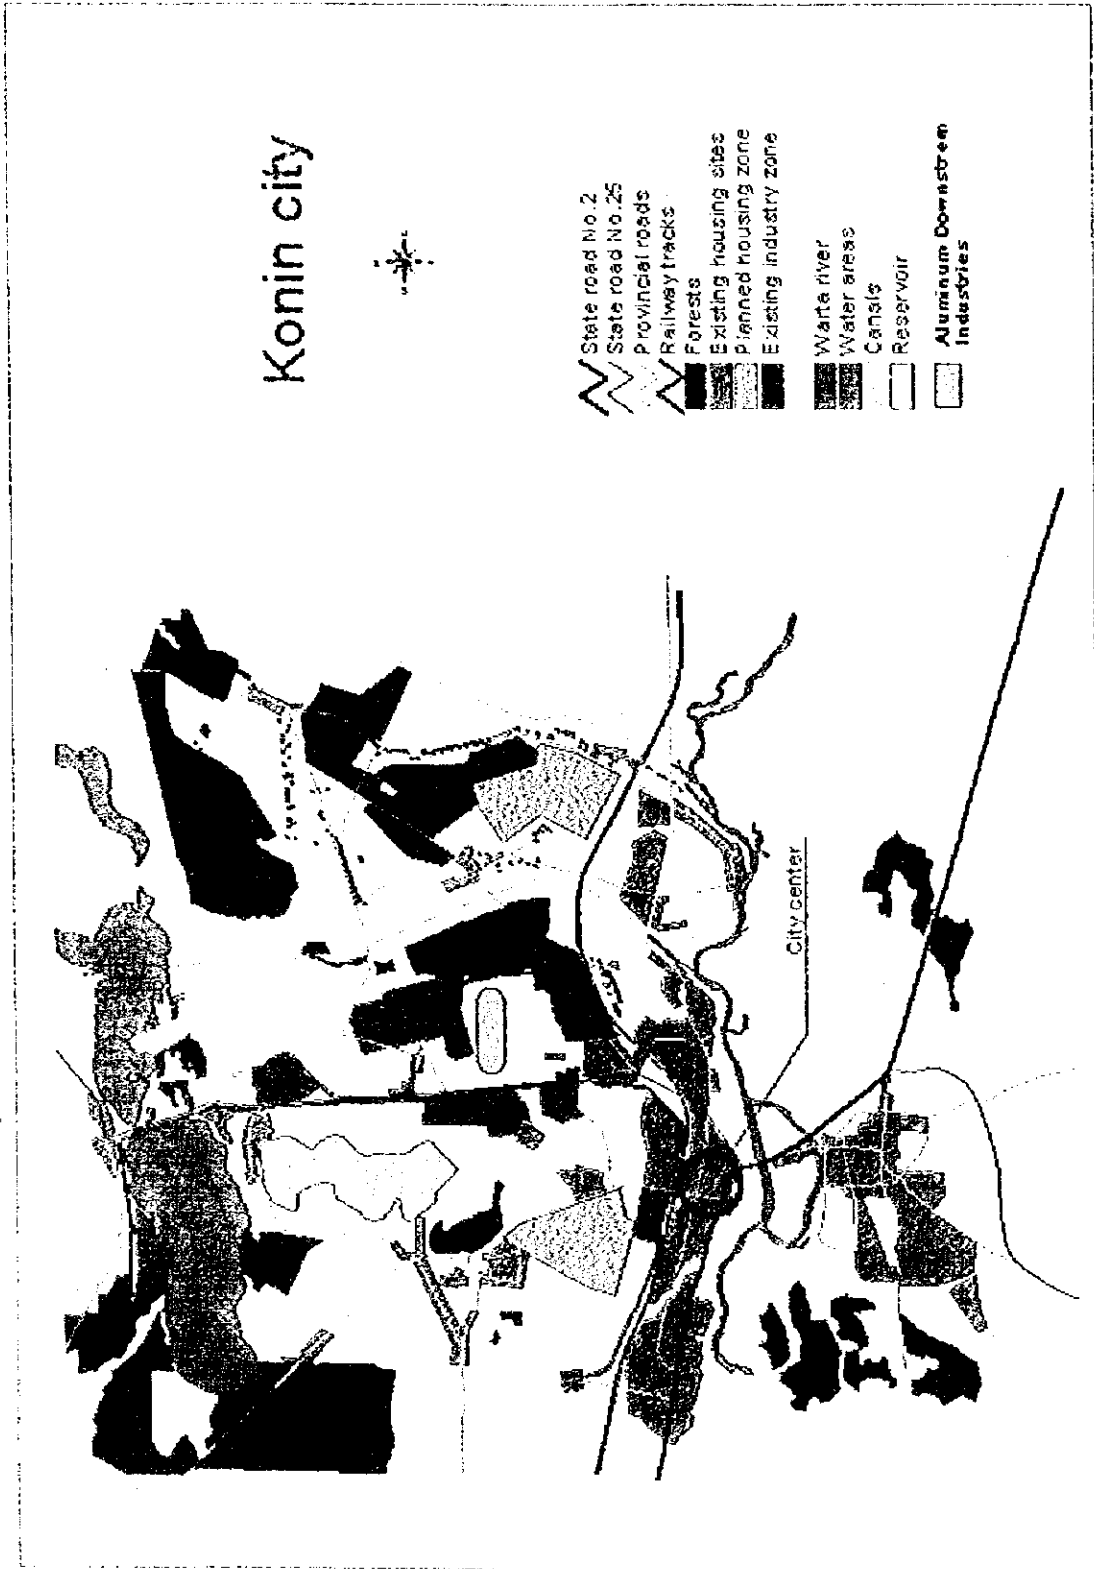 Konin city
State road No.2
State road No.25
Provincial roads
Railway tracks
Forests
Existing housing sites
Planned housing zone
Existing industry zone
Warta river
Water areas
Canals
Reservoir
Aluminum Downstream
Industries
City center